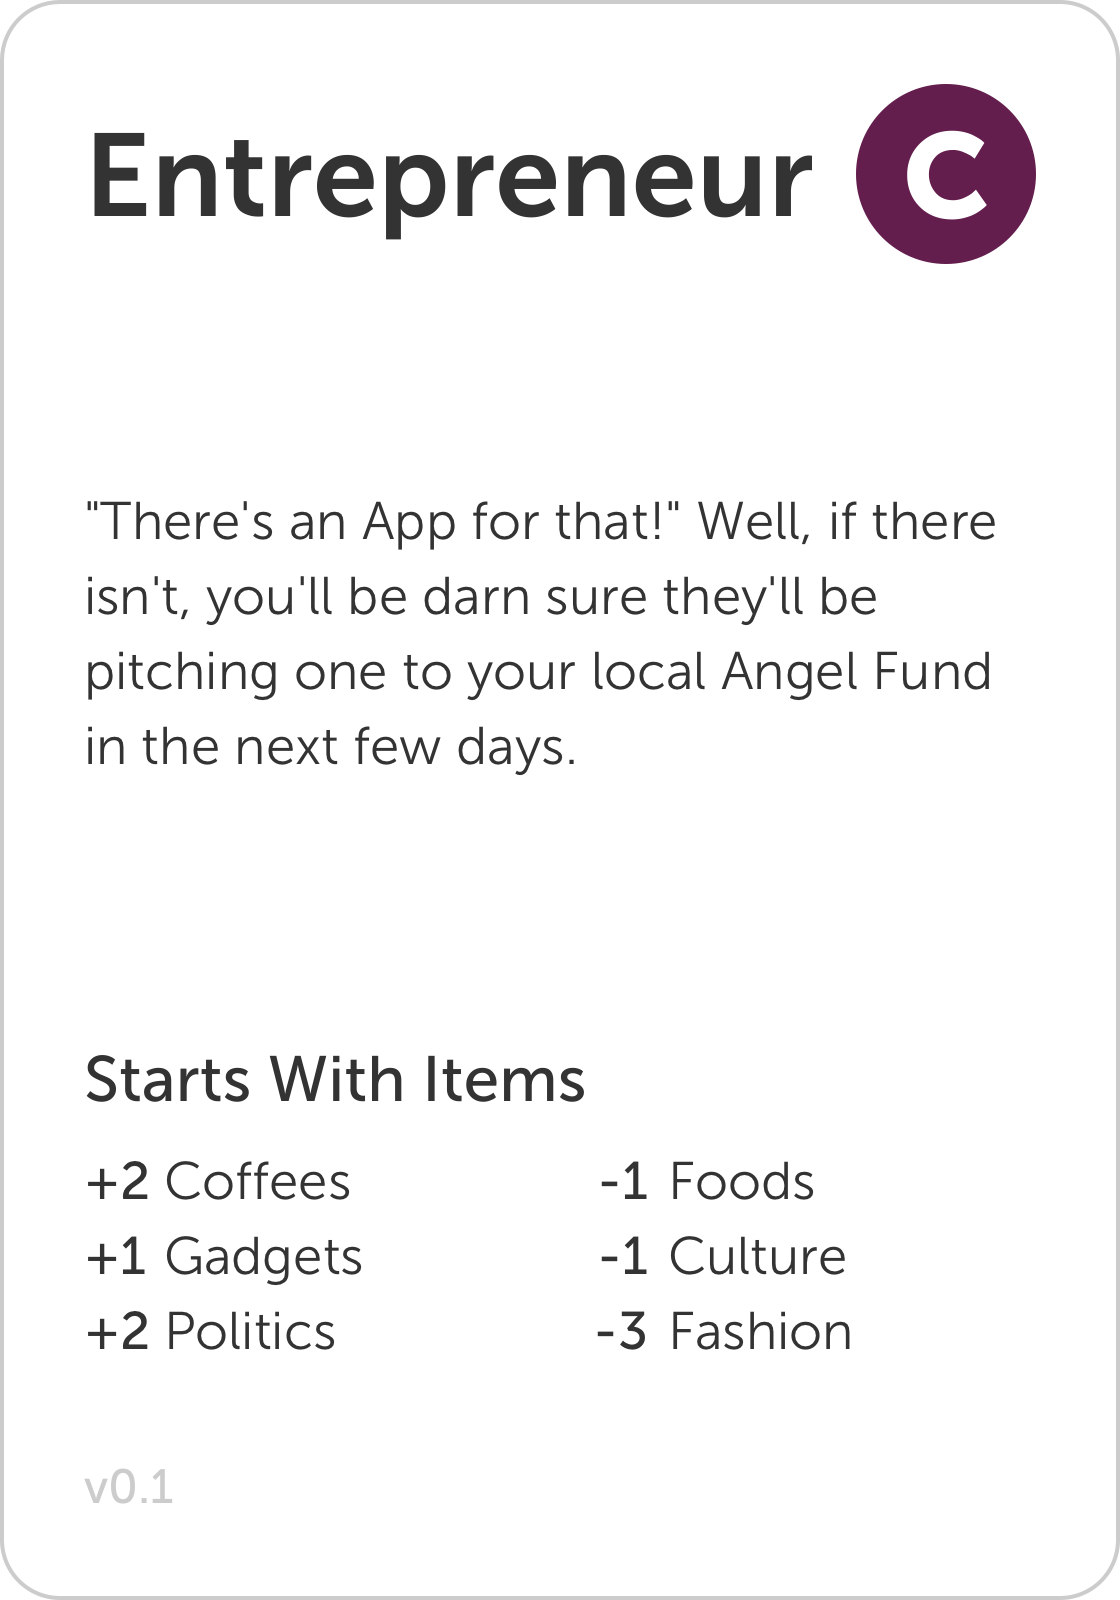 Entrepreneur C
"There's an App for that!" Well, if there
isn't, you'll be darn sure they'll be
pitching one to your local Angel Fund
in the next few days.
Starts With Items
+2 Coffees -1 Foods
+1 Gadgets -1 Culture
+2 Politics -3 Fashion
v0.1